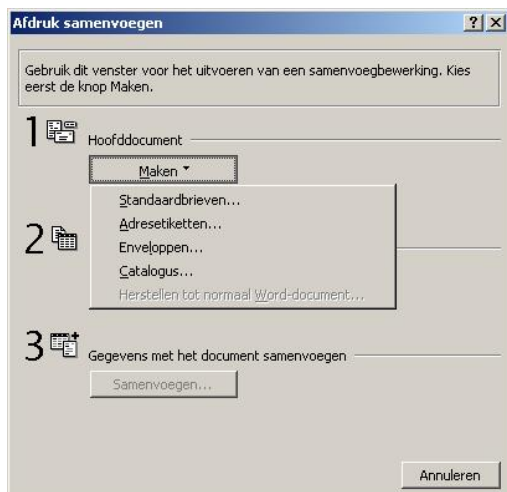 Afdruk samenvoegen
Gebruik dit venster voor het uitvoeren van een samenvoegbewerking. Kies
eerst de knop Maken.
1 Hoofddocument
Maken
Standaardbrieven...
Adresetiketten...
2
Enveloppen...
Catalogus...
Herstellen tot normaal Word-document...
3 Gegevens met het document samenvoegen
Samenvoegen...
Annuleren